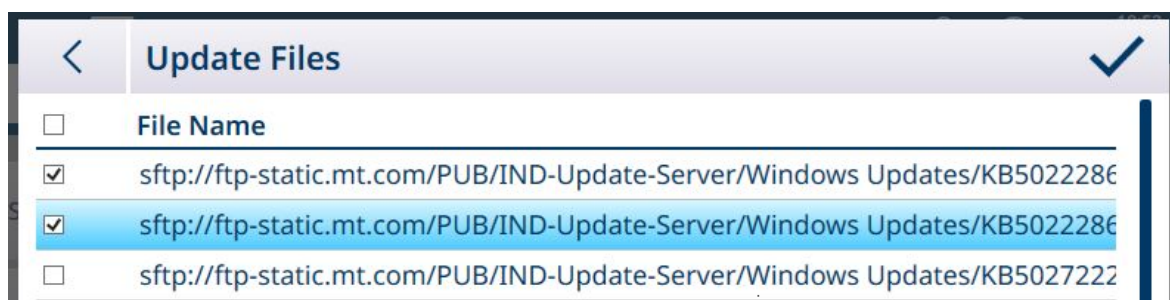 Update Files
File Name
sftp://ftp-static.mt.com/PUB/IND-Update-Server/Windows Updates/KB5022286
sftp://ftp-static.mt.com/PUB/IND-Update-Server/Windows Updates/KB5022286
sftp://ftp-static.mt.com/PUB/IND-Update-Server/Windows Updates/KB5027222